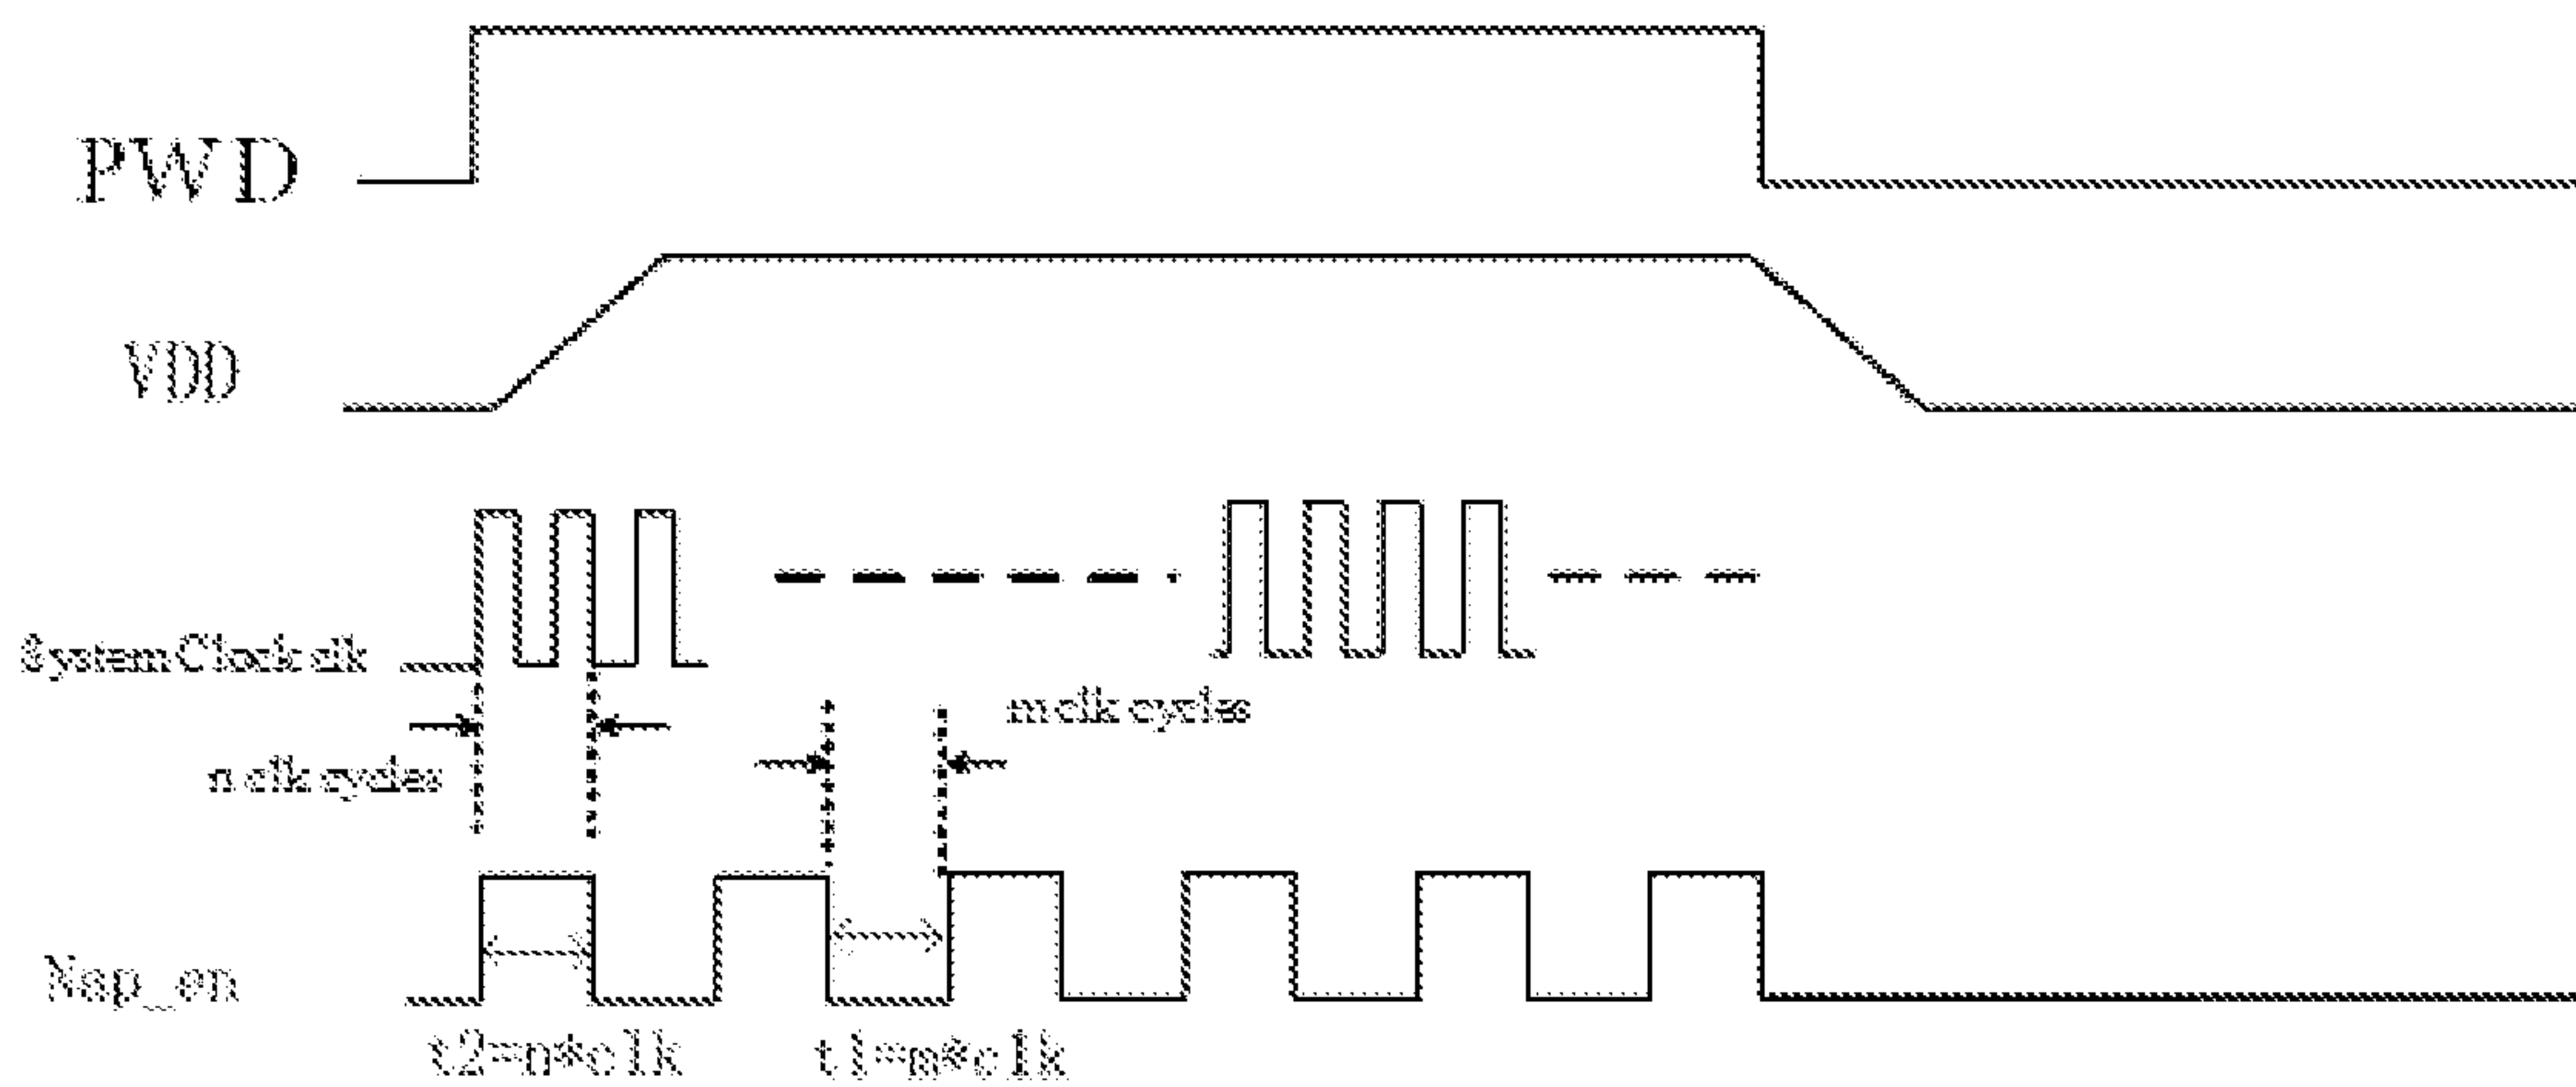 PWD
VDD
System Clock clk
m clk cycles
n clk cycles
Nap_en
t2=n*clk
t1=m*clk